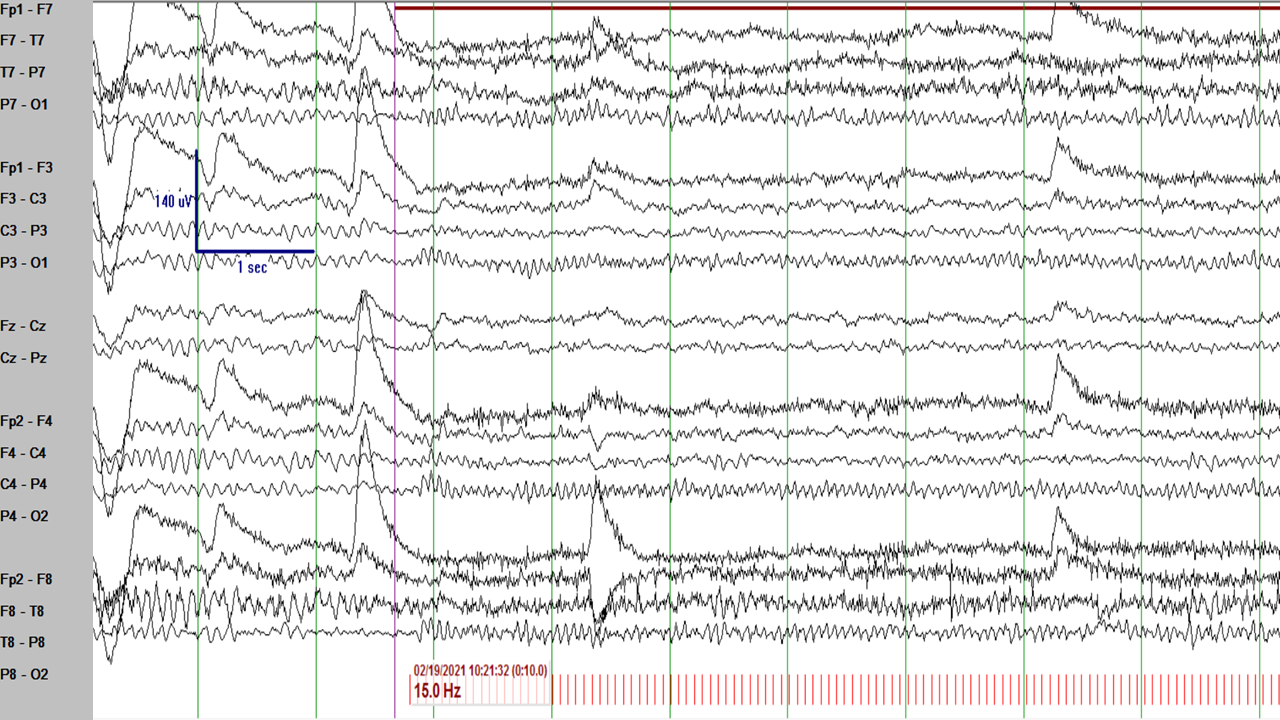 Fp1 - F7
F7 - T7
T7 - P7
P7 - O1
Fp1 - F3
F3 - C3
140 uV
C3 - P3
P3 - O1
1 sec
Fz - Cz
Cz - Pz
Fp2 - F4
F4 - C4
C4 - P4
P4 - O2
Fp2 - F8
F8 - T8
T8 - P8
P8 - O2
02/19/2021 10:21:32 (0:10.0)
15.0 Hz